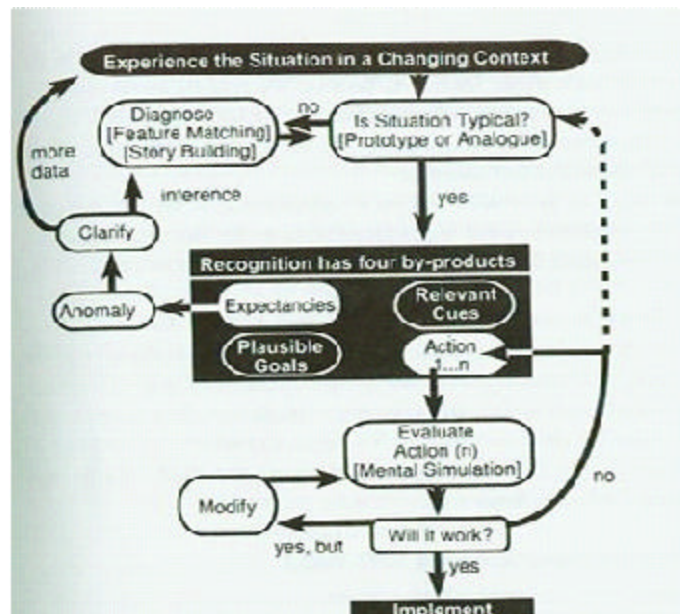 Experience the Situation in a Changing Context
no
Diagnose
[Feature Matching]
[Story Building]
Is Situation Typical?
[Prototype or Analogue]
more
data
inference
yes
Clarify
Recognition has four by-products
Anomaly
Expectancies
Relevant
Cues
Plausible
Goals
Action
1...n
Evaluate
Action (n)
[Mental Simulation]
no
Modify
Will it work?
yes, but
yes
Implement